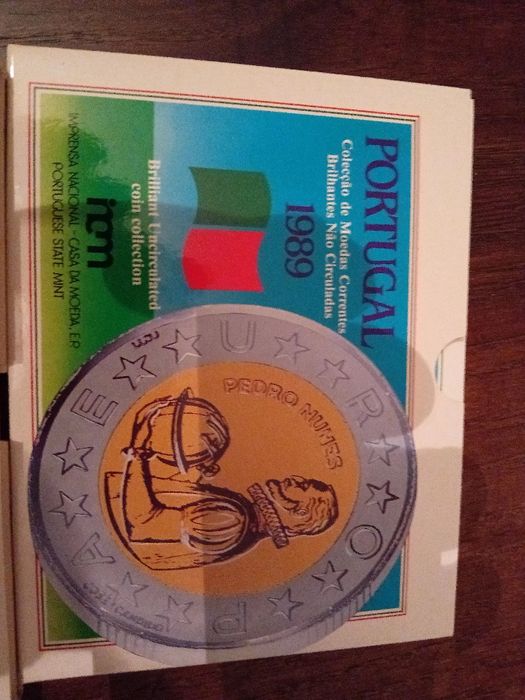 PORTUGAL
Colecção de Moedas Correntes
Brilhantes Não Circuladas
1989
Brilliant Uncirculated
coin collection
incm
IMPRENSA NACIONAL - CASA DA MOEDA, E.P.
PORTUGUESE STATE MINT
EUROPA
PEDRO NUNES